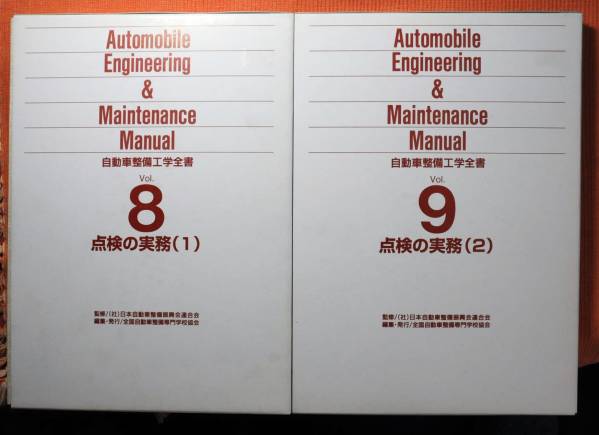 Automobile
Engineering
&
Maintenance
Manual
自動車整備工学全書
Vol.
8
点検の実務(1)
監修/(社)日本自動車整備振興会連合会
編集・発行/全国自動車整備専門学校協会
Automobile
Engineering
&
Maintenance
Manual
自動車整備工学全書
Vol.
9
点検の実務(2)
監修/(社)日本自動車整備振興会連合会
編集・発行/全国自動車整備専門学校協会